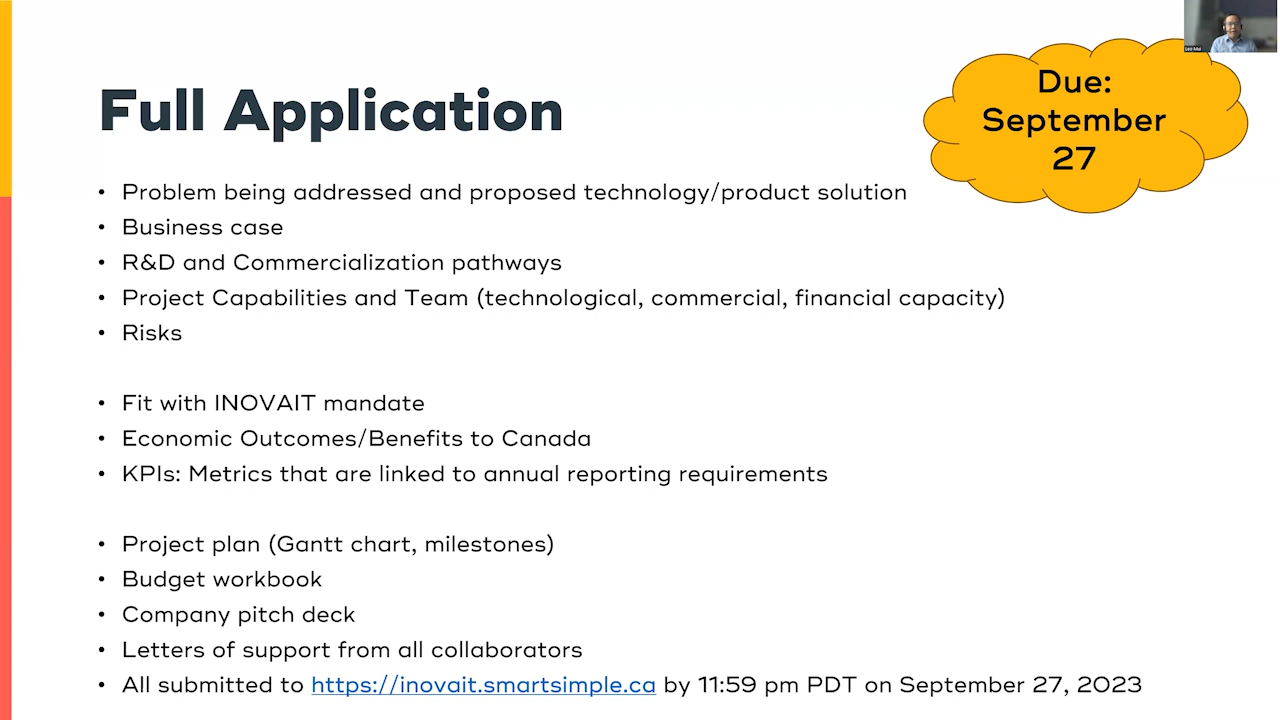 Full Application
Due:
September
27
• Problem being addressed and proposed technology/product solution
• Business case
• R&D and Commercialization pathways
• Project Capabilities and Team (technological, commercial, financial capacity)
• Risks
• Fit with INOVAIT mandate
• Economic Outcomes/Benefits to Canada
• KPIs: Metrics that are linked to annual reporting requirements
• Project plan (Gantt chart, milestones)
• Budget workbook
• Company pitch deck
• Letters of support from all collaborators
• All submitted to https://inovait.smartsimple.ca by 11:59 pm PDT on September 27, 2023